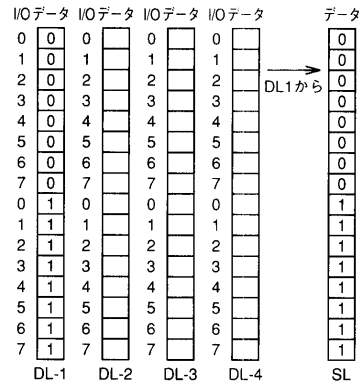 I/O データ I/O データ I/O データ I/O データ データ
0 0 0 0 0 0
1 0 1 1 1 0
2 0 2 2 2 0
3 0 3 3 3 0
4 0 4 4 4 0
5 0 5 5 5 0
6 0 6 6 6 0
7 0 7 7 7 0
0 1 0 0 0 1
1 1 1 1 1 1
2 1 2 2 2 1
3 1 3 3 3 1
4 1 4 4 4 1
5 1 5 5 5 1
6 1 6 6 6 1
7 1 7 7 7 1
DL1から
DL-1 DL-2 DL-3 DL-4 SL